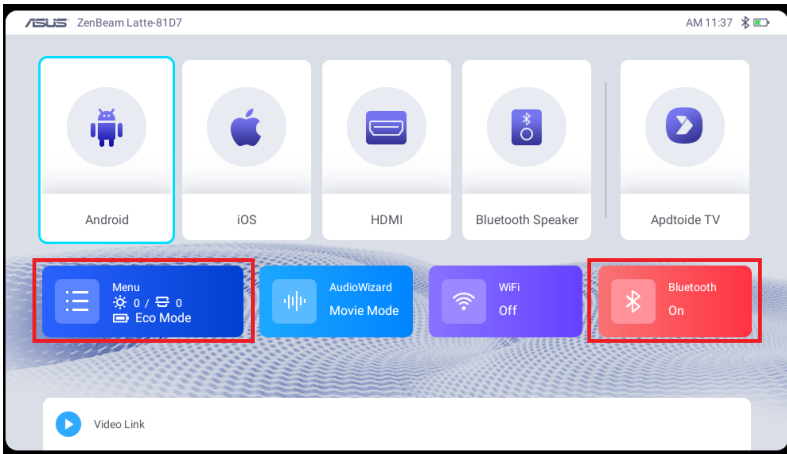 ASUS ZenBeam Latte-81D7
AM 11:37
Android
iOS
HDMI
Bluetooth Speaker
Apdtoide TV
Menu
0 / 0
Eco Mode
AudioWizard
Movie Mode
WiFi
Off
Bluetooth
On
Video Link